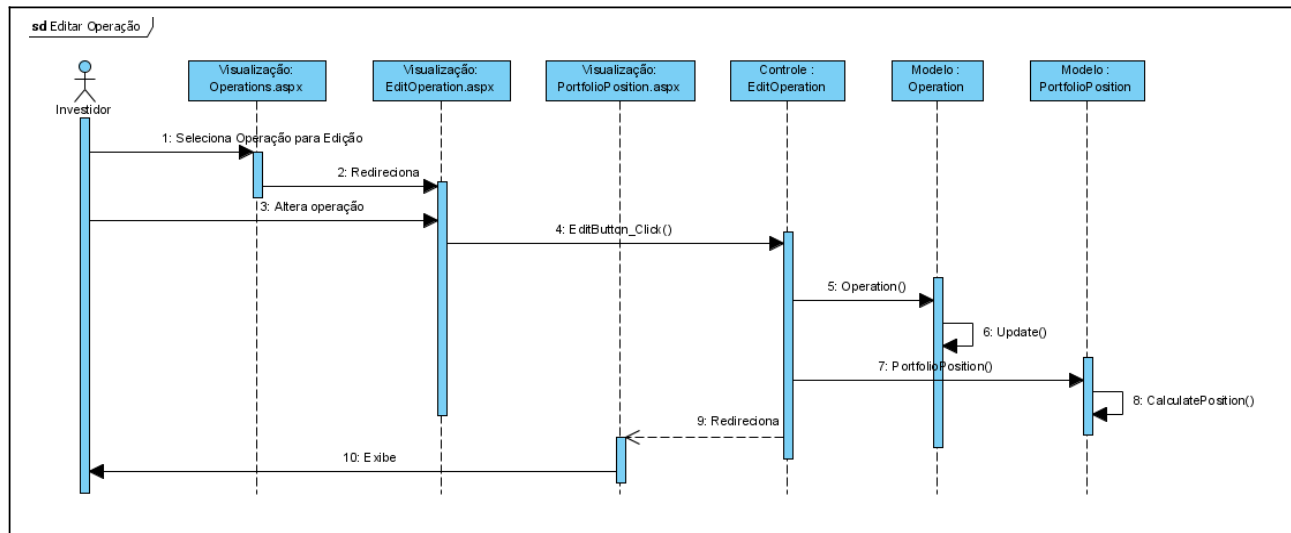 sd Editar Operação
Investidor
Visualização:
Operations.aspx
Visualização:
EditOperation.aspx
Visualização:
PortfolioPosition.aspx
Controle :
EditOperation
Modelo :
Operation
Modelo :
PortfolioPosition
1: Seleciona Operação para Edição
2: Redireciona
3: Altera operação
4: EditButton_Click()
5: Operation()
6: Update()
7: PortfolioPosition()
8: CalculatePosition()
9: Redireciona
10: Exibe